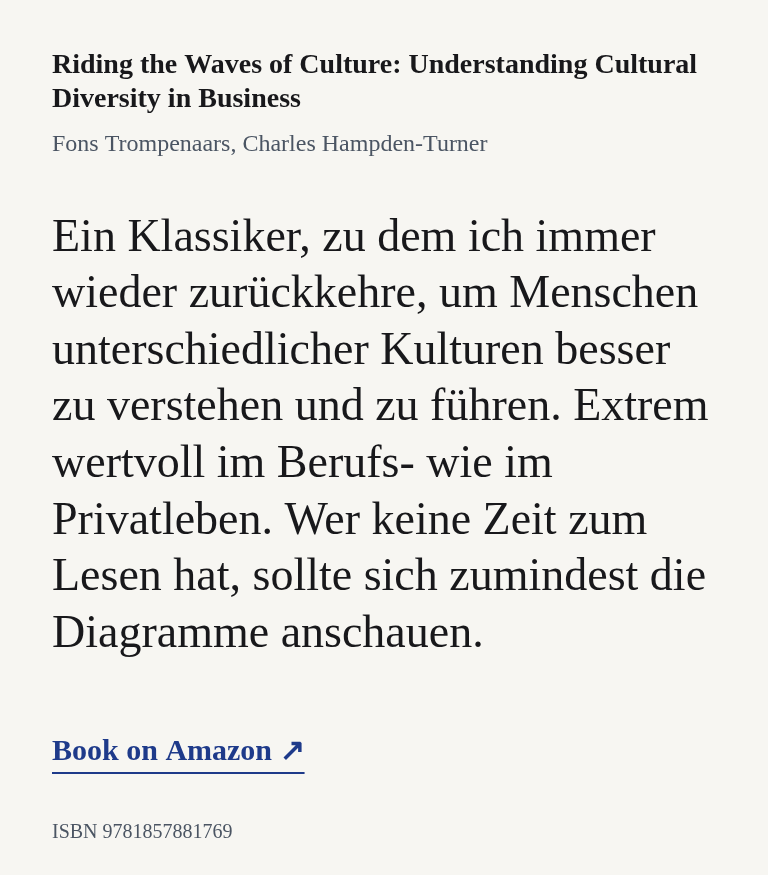 Riding the Waves of Culture: Understanding Cultural
Diversity in Business
Fons Trompenaars, Charles Hampden-Turner
Ein Klassiker, zu dem ich immer
wieder zurückkehre, um Menschen
unterschiedlicher Kulturen besser
zu verstehen und zu führen. Extrem
wertvoll im Berufs- wie im
Privatleben. Wer keine Zeit zum
Lesen hat, sollte sich zumindest die
Diagramme anschauen.
Book on Amazon ↗
ISBN 9781857881769